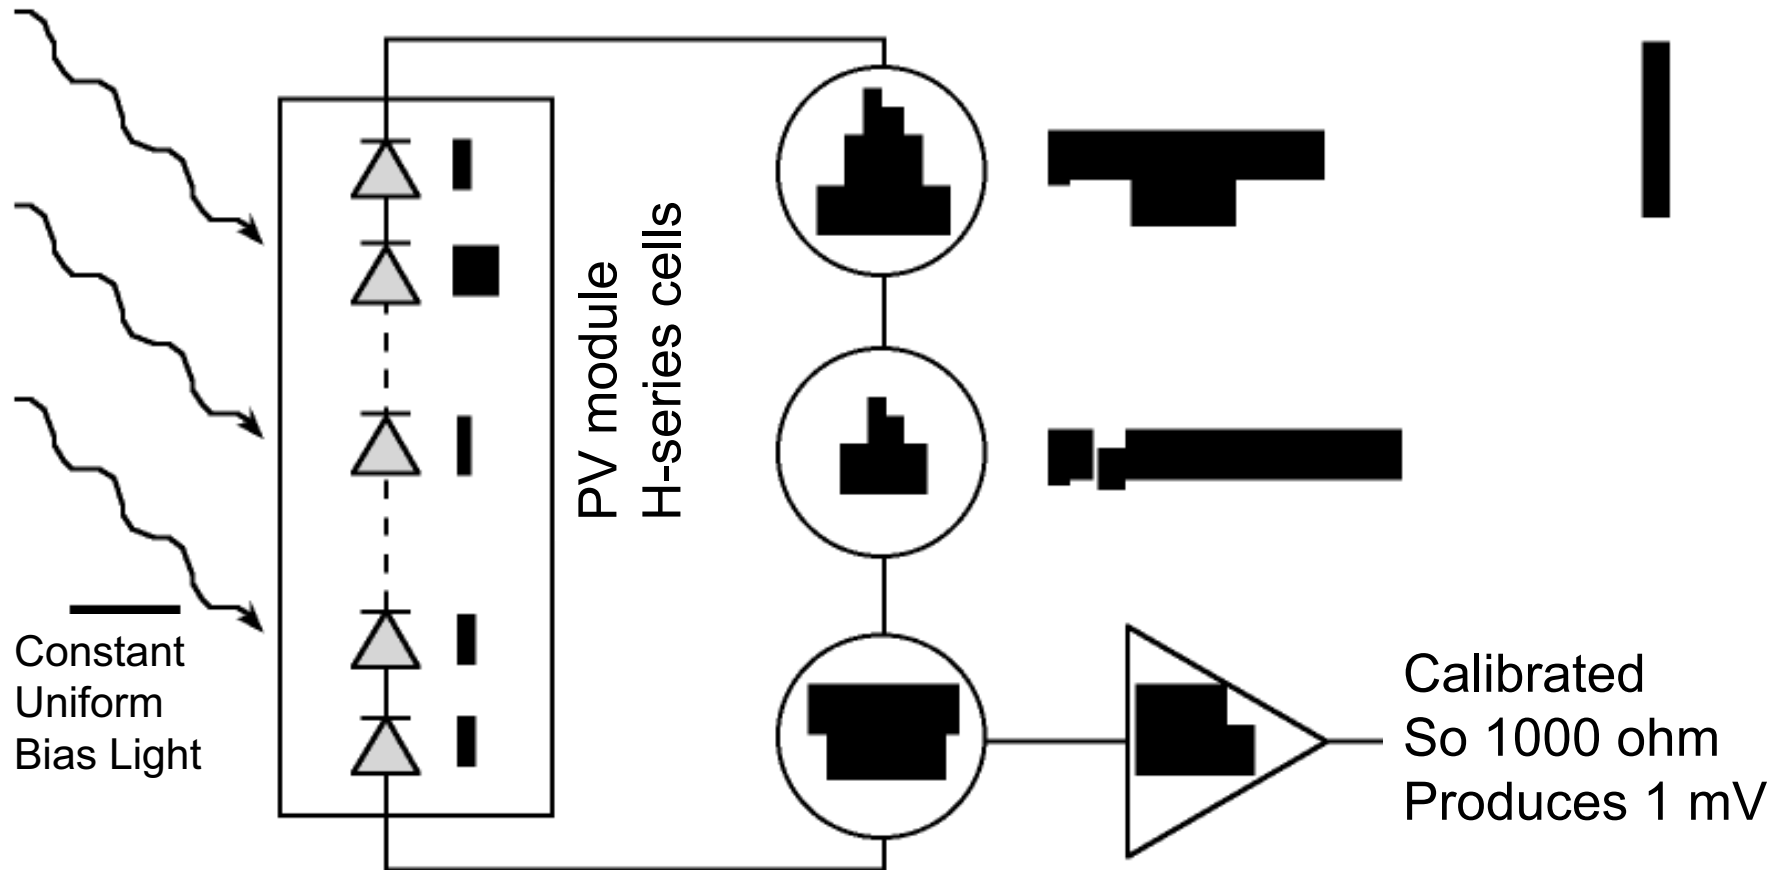 PV module
H-series cells
Constant
Uniform
Bias Light
Calibrated
So 1000 ohm
Produces 1 mV